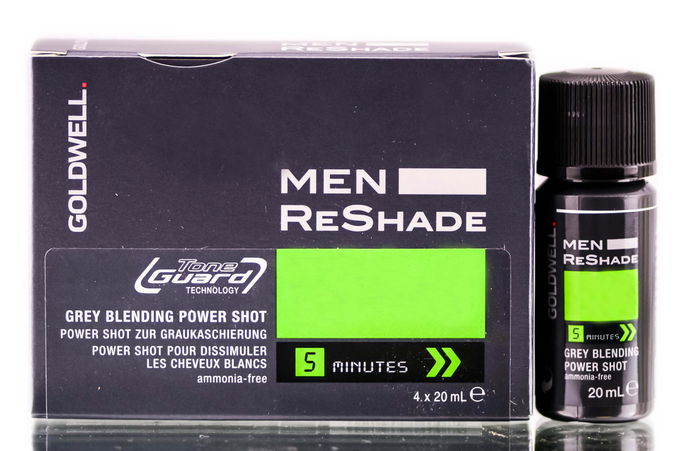 GOLDWELL.
MEN
RESHADE
Tone
Guard
TECHNOLOGY
GREY BLENDING POWER SHOT
POWER SHOT ZUR GRAUKASCHIERUNG
POWER SHOT POUR DISSIMULER
LES CHEVEUX BLANCS
ammonia-free
5 MINUTES
4 x 20 mL ℮
GOLDWELL.
MEN
RESHADE
5 MINUTES
GREY BLENDING
POWER SHOT
ammonia-free
20 mL ℮